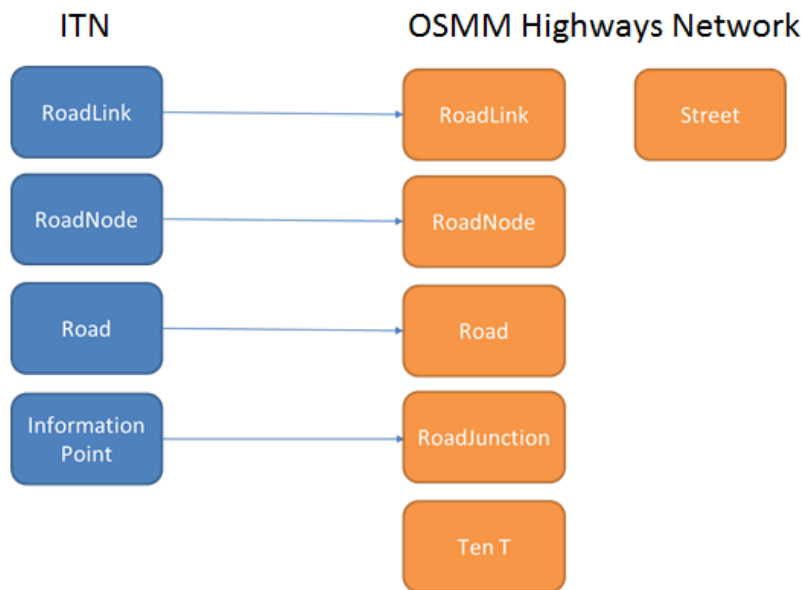 ITN
OSMM Highways Network
RoadLink
RoadLink
Street
RoadNode
RoadNode
Road
Road
Information
Point
RoadJunction
Ten T